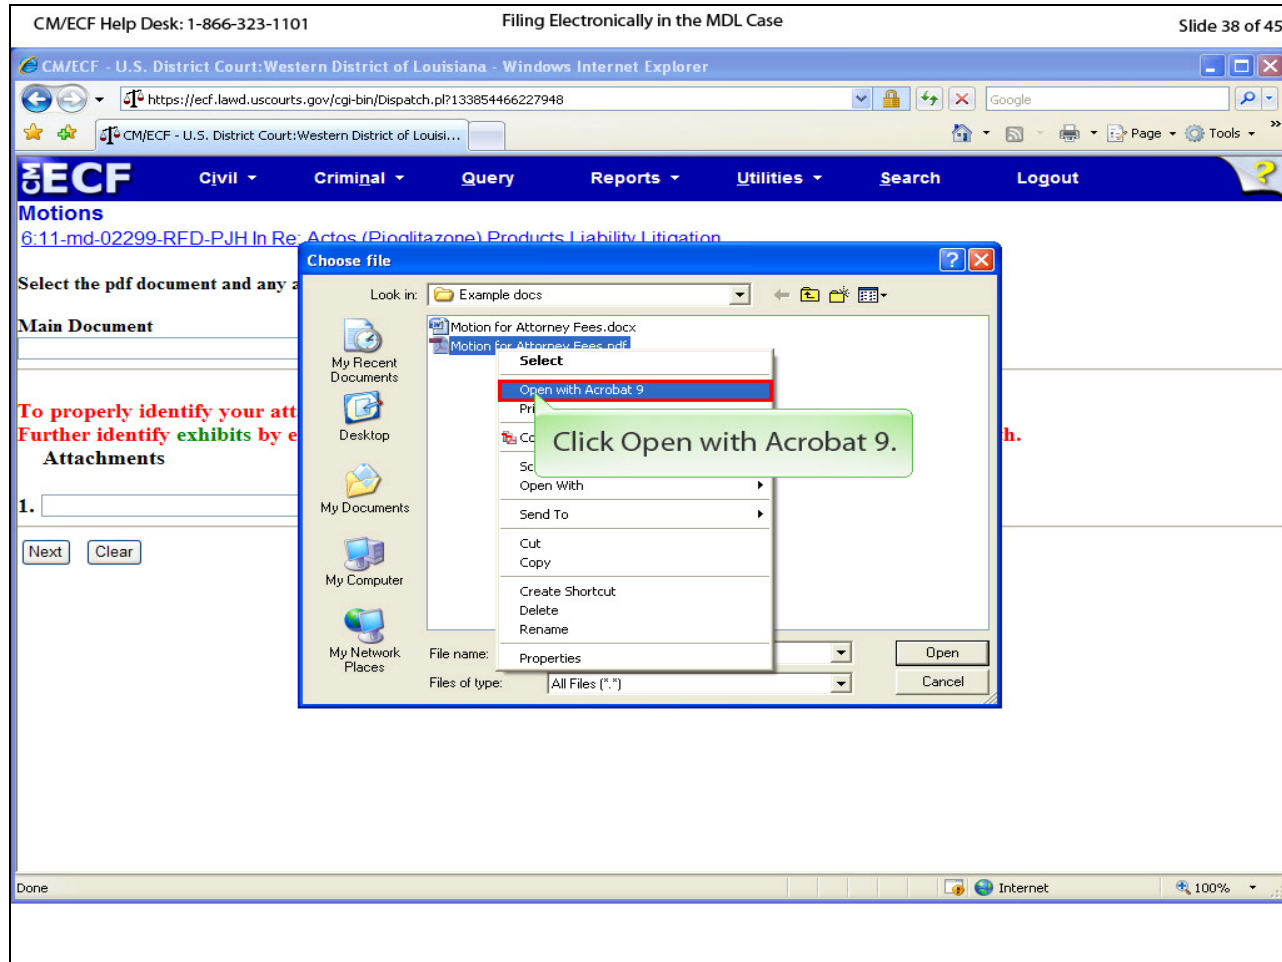 CM/ECF Help Desk: 1-866-323-1101 Filing Electronically in the MDL Case Slide 38 of 45
CM/ECF - U.S. District Court:Western District of Louisiana - Windows Internet Explorer
https://ecf.lawd.uscourts.gov/cgi-bin/Dispatch.pl?133854466227948 Google
CM/ECF - U.S. District Court:Western District of Louisi... Page Tools »
CM ECF Civil Criminal Query Reports Utilities Search Logout ?
Motions
6:11-md-02299-RFD-PJH In Re: Actos (Pioglitazone) Products Liability Litigation
Select the pdf document and any a
Main Document
To properly identify your att
Further identify exhibits by e h.
Attachments
1.
Next Clear
Choose file
Look in: Example docs
My Recent Documents
Desktop
My Documents
My Computer
My Network Places
Motion for Attorney Fees.docx
Motion for Attorney Fees.pdf
Select
Open with Acrobat 9
Pri
Co
Click Open with Acrobat 9.
Sc
Open With
Send To
Cut
Copy
Create Shortcut
Delete
Rename
Properties
File name: Open
Files of type: All Files (*.*) Cancel
Done Internet 100%